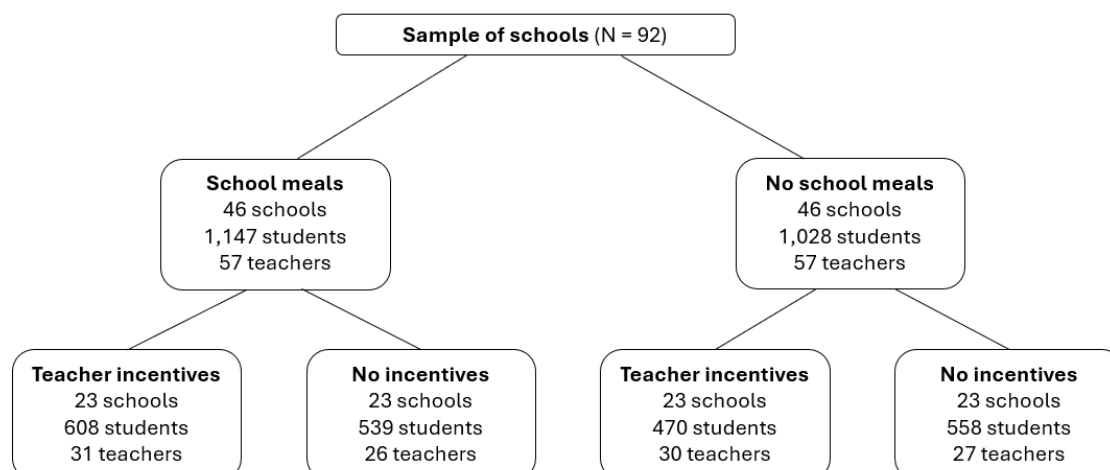 Sample of schools (N = 92)
School meals
46 schools
1,147 students
57 teachers
No school meals
46 schools
1,028 students
57 teachers
Teacher incentives
23 schools
608 students
31 teachers
No incentives
23 schools
539 students
26 teachers
Teacher incentives
23 schools
470 students
30 teachers
No incentives
23 schools
558 students
27 teachers